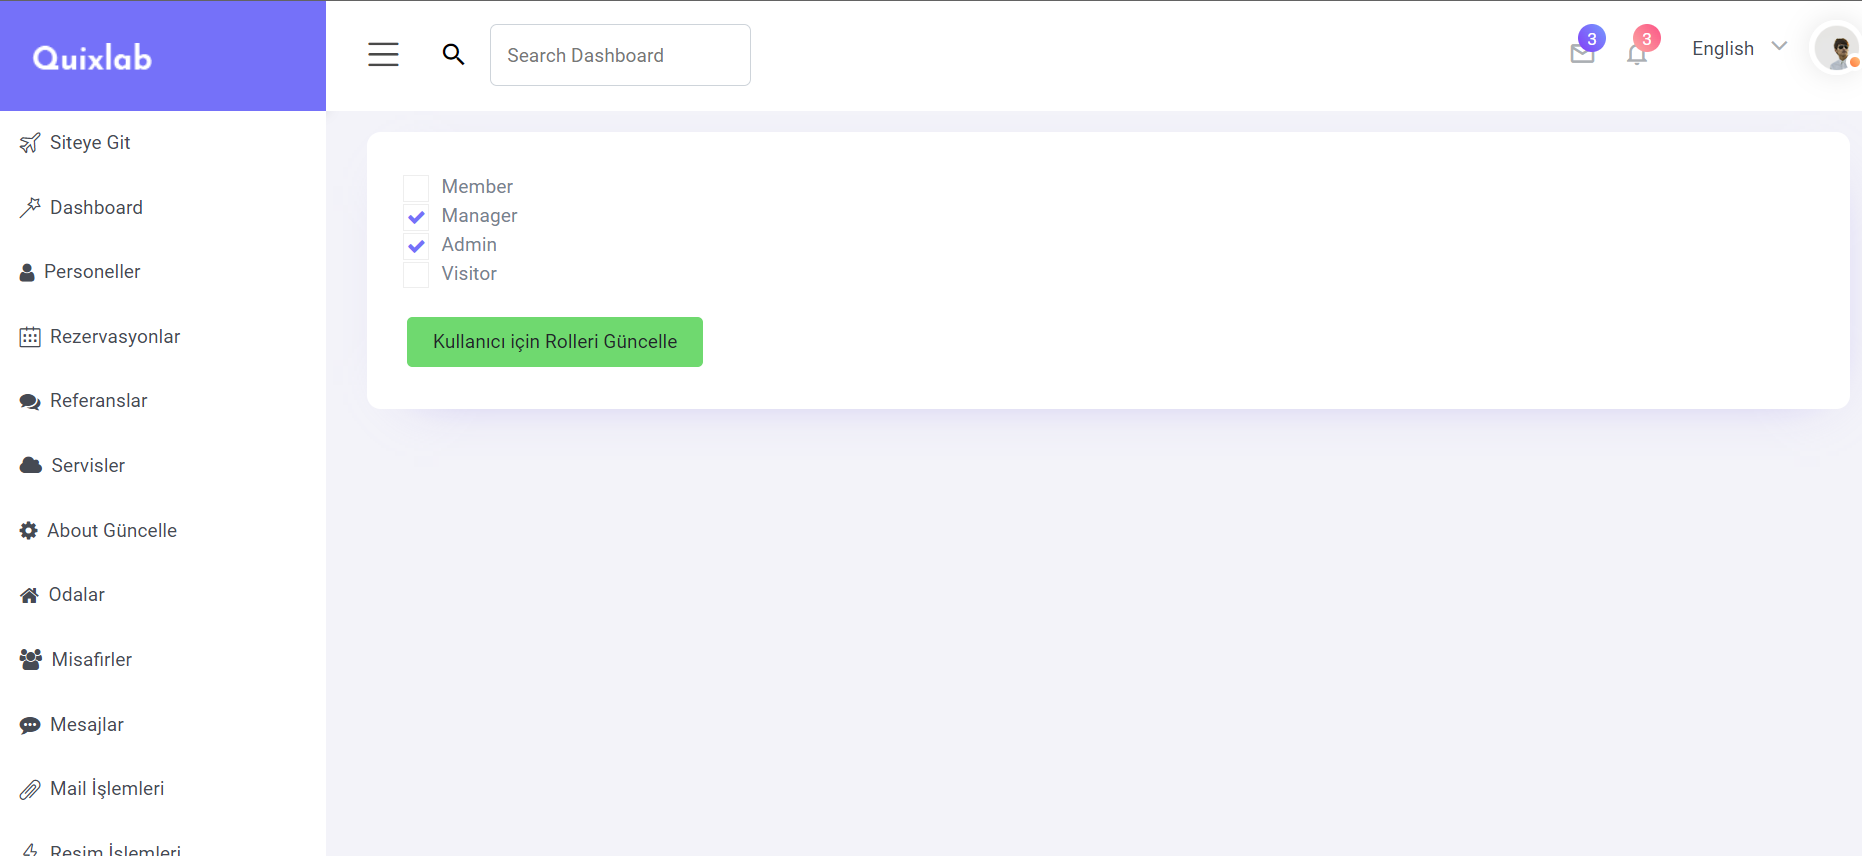 Quixlab
Search Dashboard
3
3
English
Siteye Git
Dashboard
Personeller
Rezervasyonlar
Referanslar
Servisler
About Güncelle
Odalar
Misafirler
Mesajlar
Mail İşlemleri
Resim İşlemleri
Member
Manager
Admin
Visitor
Kullanıcı için Rolleri Güncelle